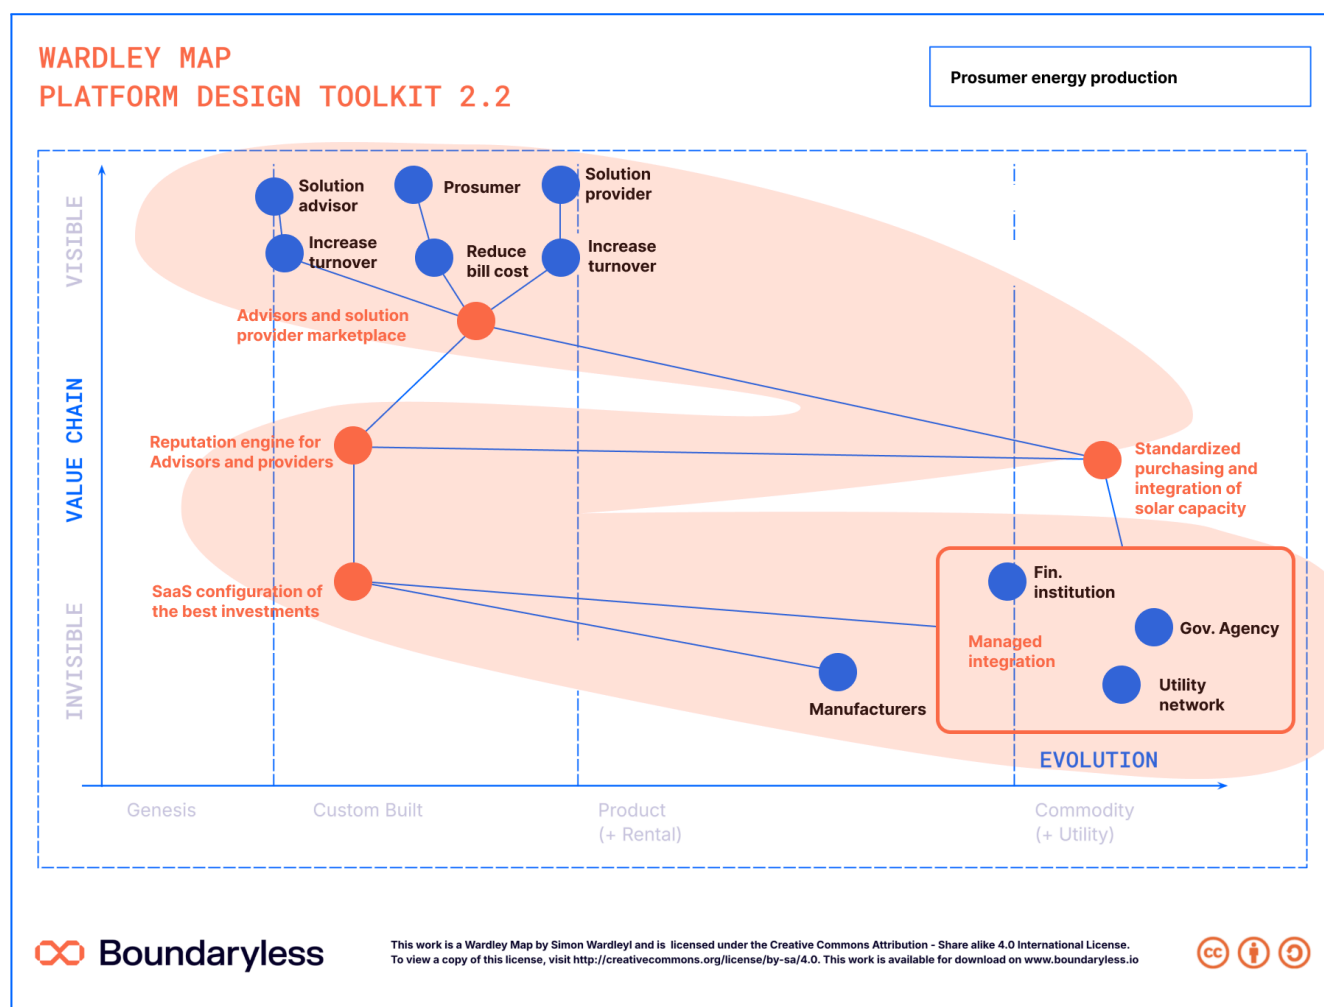 WARDLEY MAP
PLATFORM DESIGN TOOLKIT 2.2
Prosumer energy production
VISIBLE
VALUE CHAIN
INVISIBLE
Solution
advisor
Prosumer
Solution
provider
Increase
turnover
Reduce
bill cost
Increase
turnover
Advisors and solution
provider marketplace
Reputation engine for
Advisors and providers
Standardized
purchasing and
integration of
solar capacity
SaaS configuration of
the best investments
Fin.
institution
Gov. Agency
Managed
integration
Utility
network
Manufacturers
EVOLUTION
Genesis
Custom Built
Product
(+ Rental)
Commodity
(+ Utility)
Boundaryless
This work is a Wardley Map by Simon Wardleyl and is licensed under the Creative Commons Attribution - Share alike 4.0 International License.
To view a copy of this license, visit http://creativecommons.org/license/by-sa/4.0. This work is available for download on www.boundaryless.io
cc